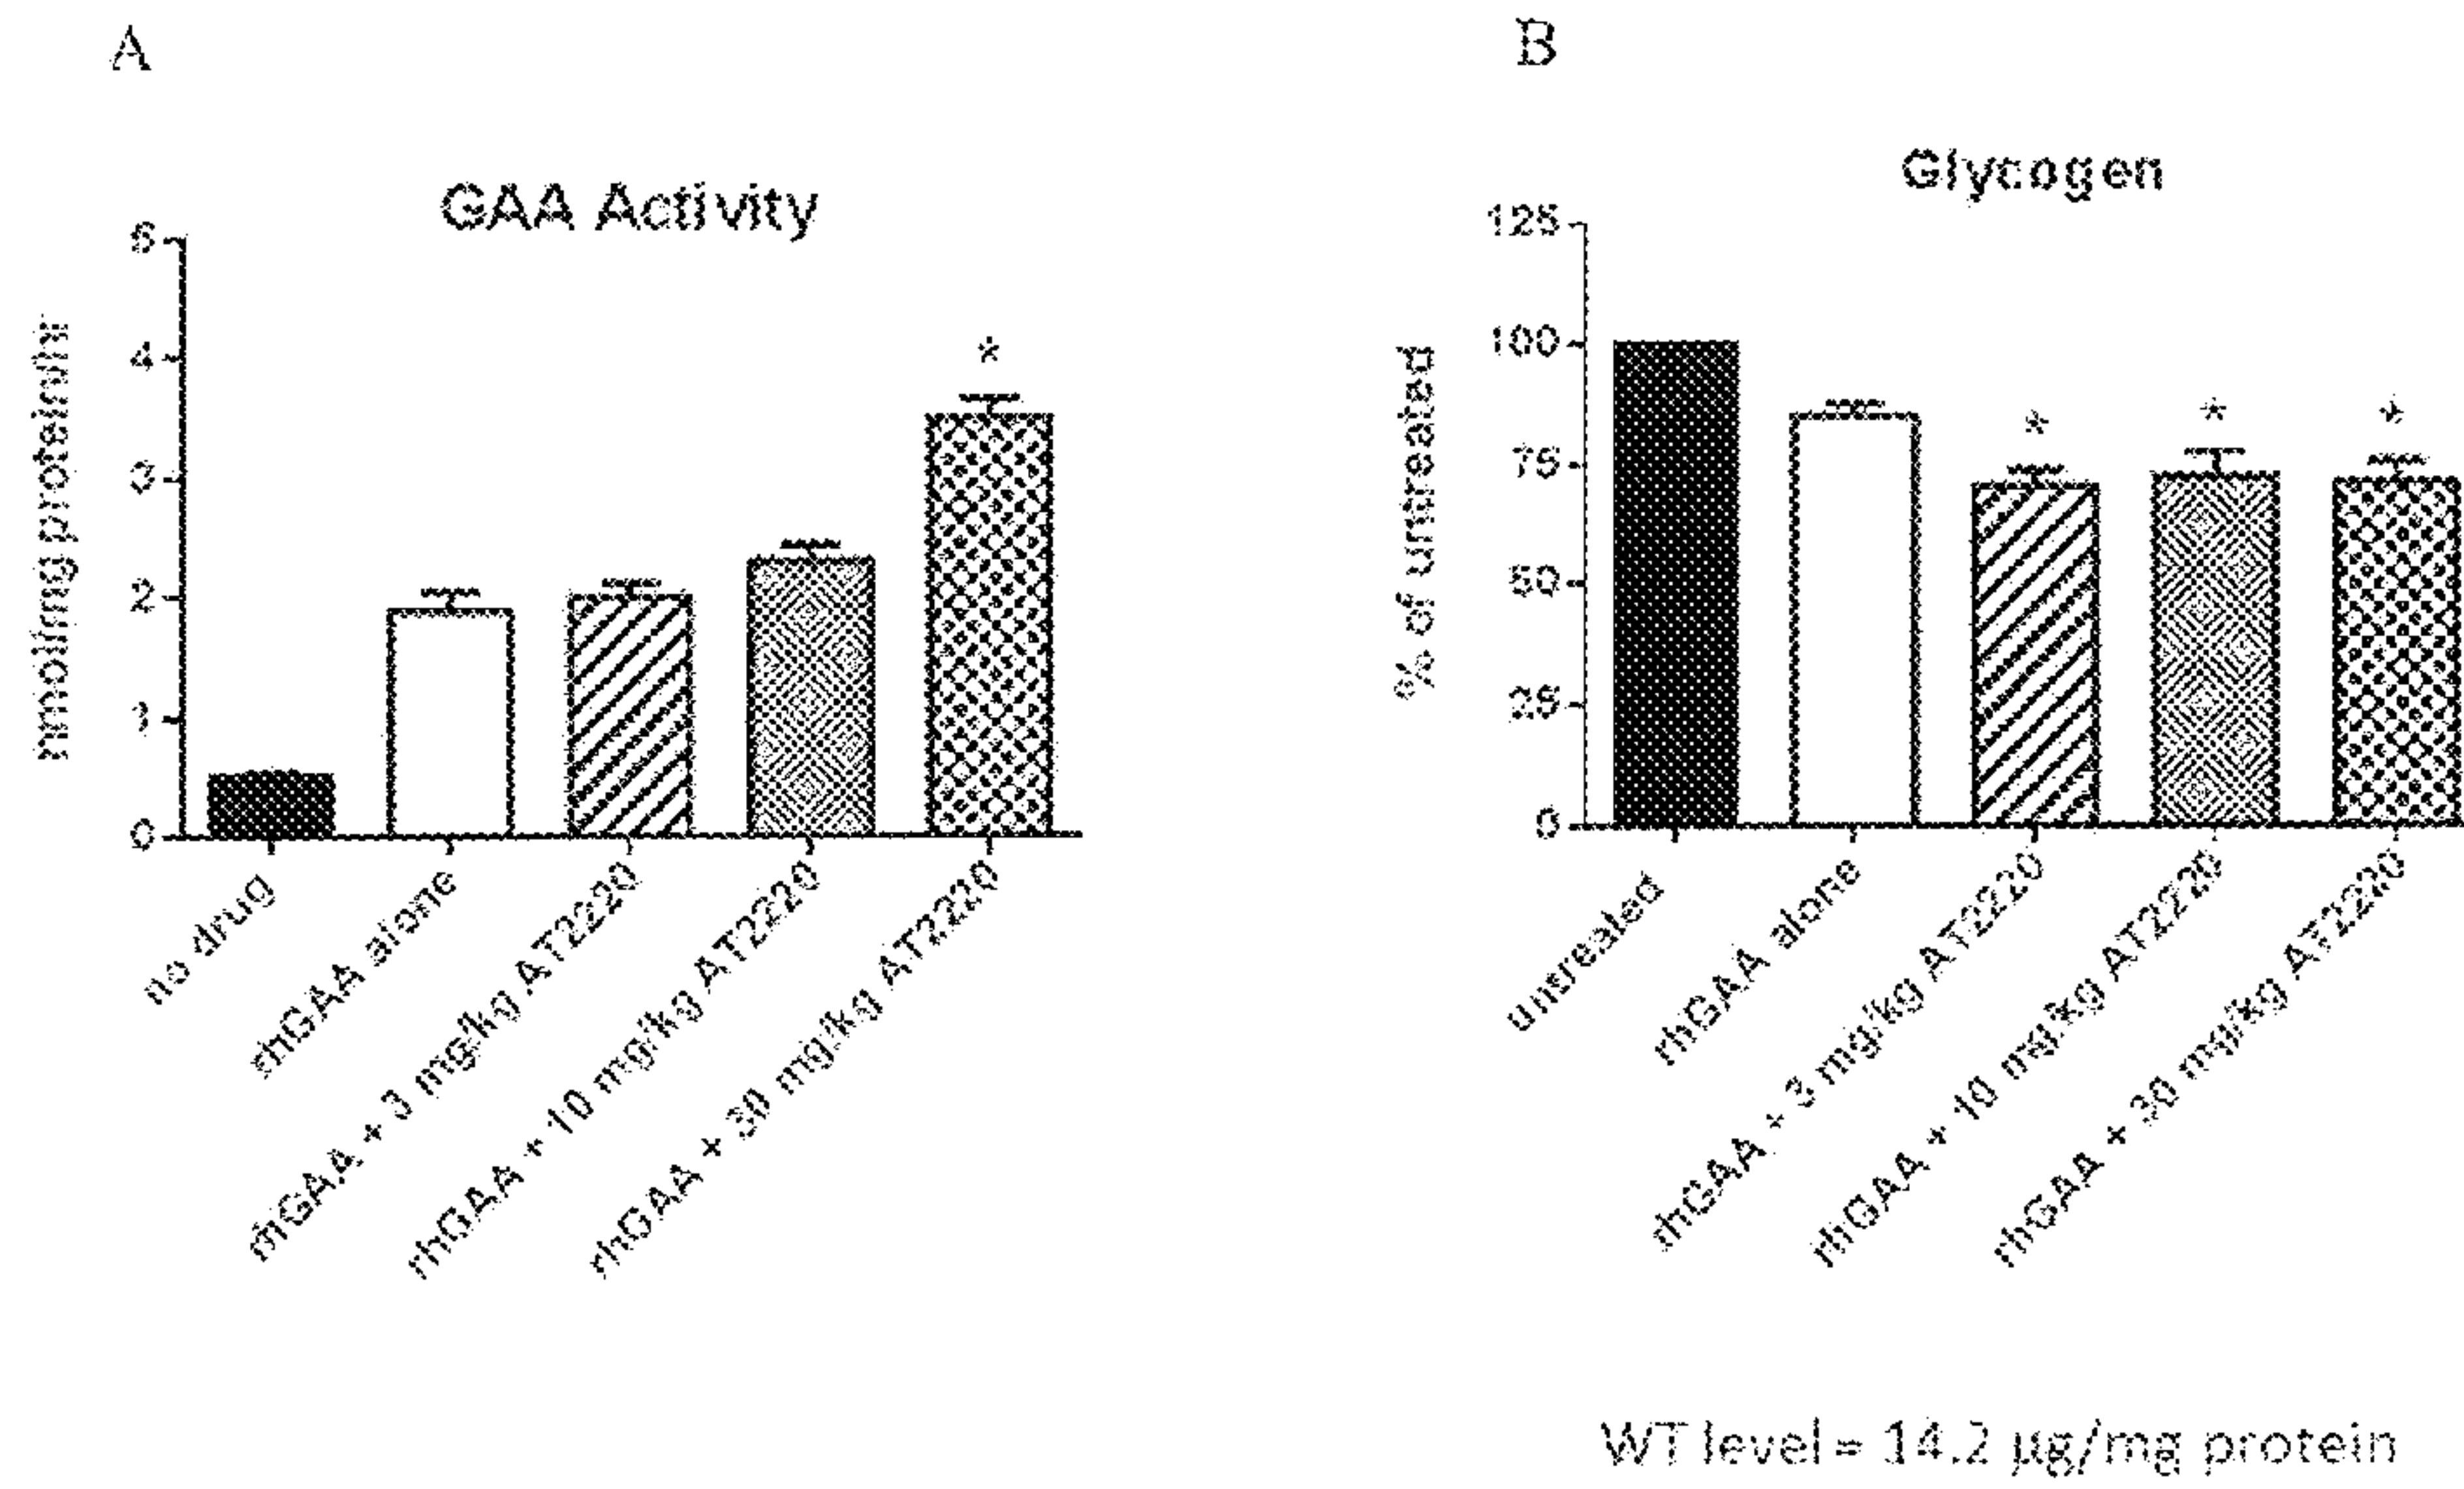 A
GAA Activity
nmol/mg protein/hr
5
4
3
2
1
0
*
no drug
rhGAA alone
rhGAA + 3 mg/kg AT2220
rhGAA + 10 mg/kg AT2220
rhGAA + 30 mg/kg AT2220
B
Glycogen
% of untreated
125
100
75
50
25
0
*
*
*
untreated
rhGAA alone
rhGAA + 3 mg/kg AT2220
rhGAA + 10 mg/kg AT2220
rhGAA + 30 mg/kg AT2220
WT level = 14.2 µg/mg protein